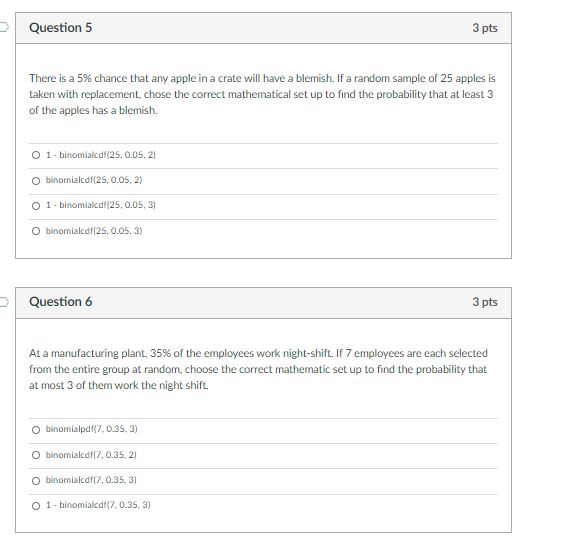 Question 5
3 pts
There is a 5% chance that any apple in a crate will have a blemish. If a random sample of 25 apples is
taken with replacement, chose the correct mathematical set up to find the probability that at least 3
of the apples has a blemish.
1 - binomialcdf(25, 0.05, 2)
binomialcdf(25, 0.05, 2)
1 - binomialcdf(25, 0.05, 3)
binomialcdf(25, 0.05, 3)
Question 6
3 pts
At a manufacturing plant, 35% of the employees work night-shift. If 7 employees are each selected
from the entire group at random, choose the correct mathematic set up to find the probability that
at most 3 of them work the night shift.
binomialpdf(7, 0.35, 3)
binomialcdf(7, 0.35, 2)
binomialcdf(7, 0.35, 3)
1 - binomialcdf(7, 0.35, 3)